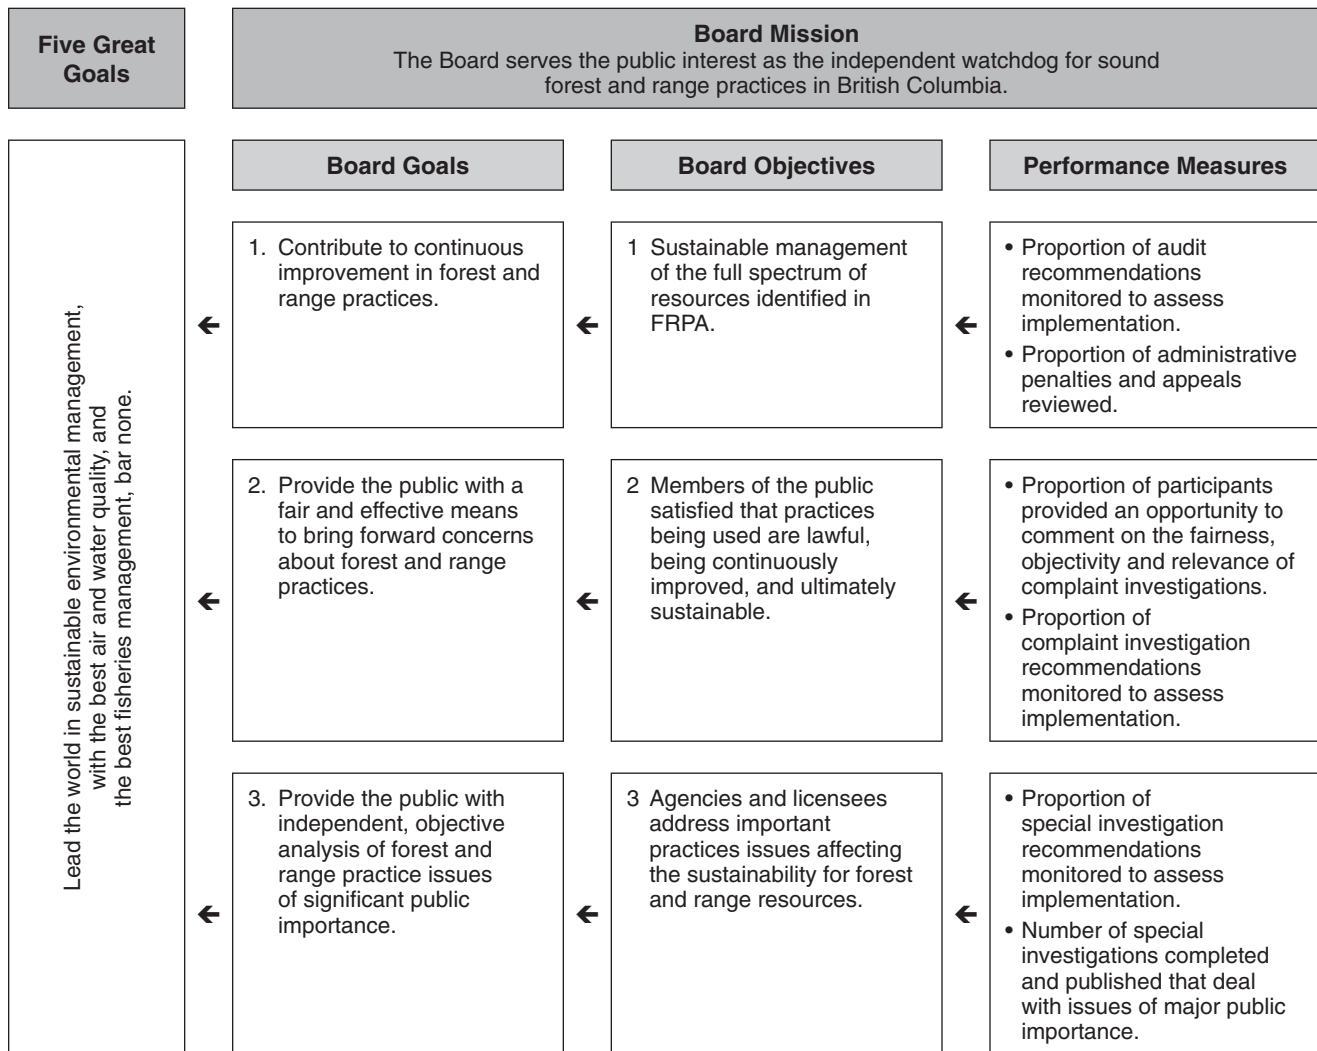 Five Great
Goals
Board Mission
The Board serves the public interest as the independent watchdog for sound
forest and range practices in British Columbia.
Lead the world in sustainable environmental management,
with the best air and water quality, and
the best fisheries management, bar none.
Board Goals
Board Objectives
Performance Measures
1. Contribute to continuous
improvement in forest and
range practices.
1 Sustainable management
of the full spectrum of
resources identified in
FRPA.
• Proportion of audit
recommendations
monitored to assess
implementation.
• Proportion of administrative
penalties and appeals
reviewed.
2. Provide the public with a
fair and effective means
to bring forward concerns
about forest and range
practices.
2 Members of the public
satisfied that practices
being used are lawful,
being continuously
improved, and ultimately
sustainable.
• Proportion of participants
provided an opportunity to
comment on the fairness,
objectivity and relevance of
complaint investigations.
• Proportion of
complaint investigation
recommendations
monitored to assess
implementation.
3. Provide the public with
independent, objective
analysis of forest and
range practice issues
of significant public
importance.
3 Agencies and licensees
address important
practices issues affecting
the sustainability for forest
and range resources.
• Proportion of
special investigation
recommendations
monitored to assess
implementation.
• Number of special
investigations completed
and published that deal
with issues of major public
importance.